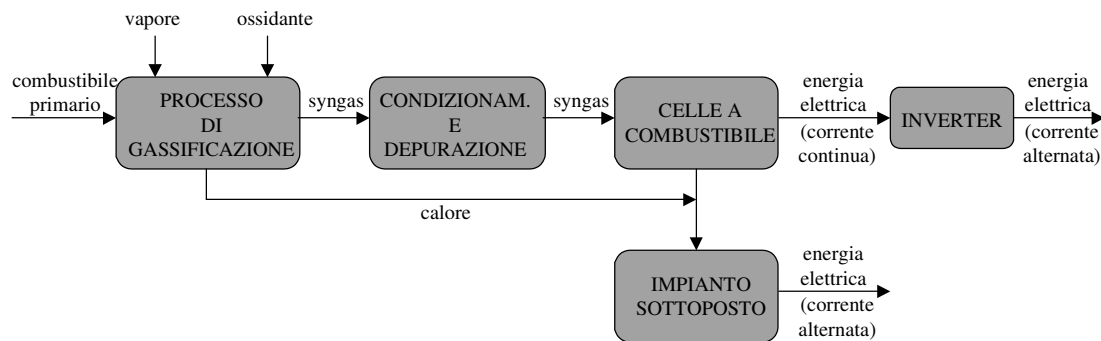 vapore
ossidante
combustibile
primario
PROCESSO
DI
GASSIFICAZIONE
syngas
CONDIZIONAM.
E
DEPURAZIONE
syngas
CELLE A
COMBUSTIBILE
energia
elettrica
(corrente
continua)
INVERTER
energia
elettrica
(corrente
alternata)
calore
IMPIANTO
SOTTOPOSTO
energia
elettrica
(corrente
alternata)